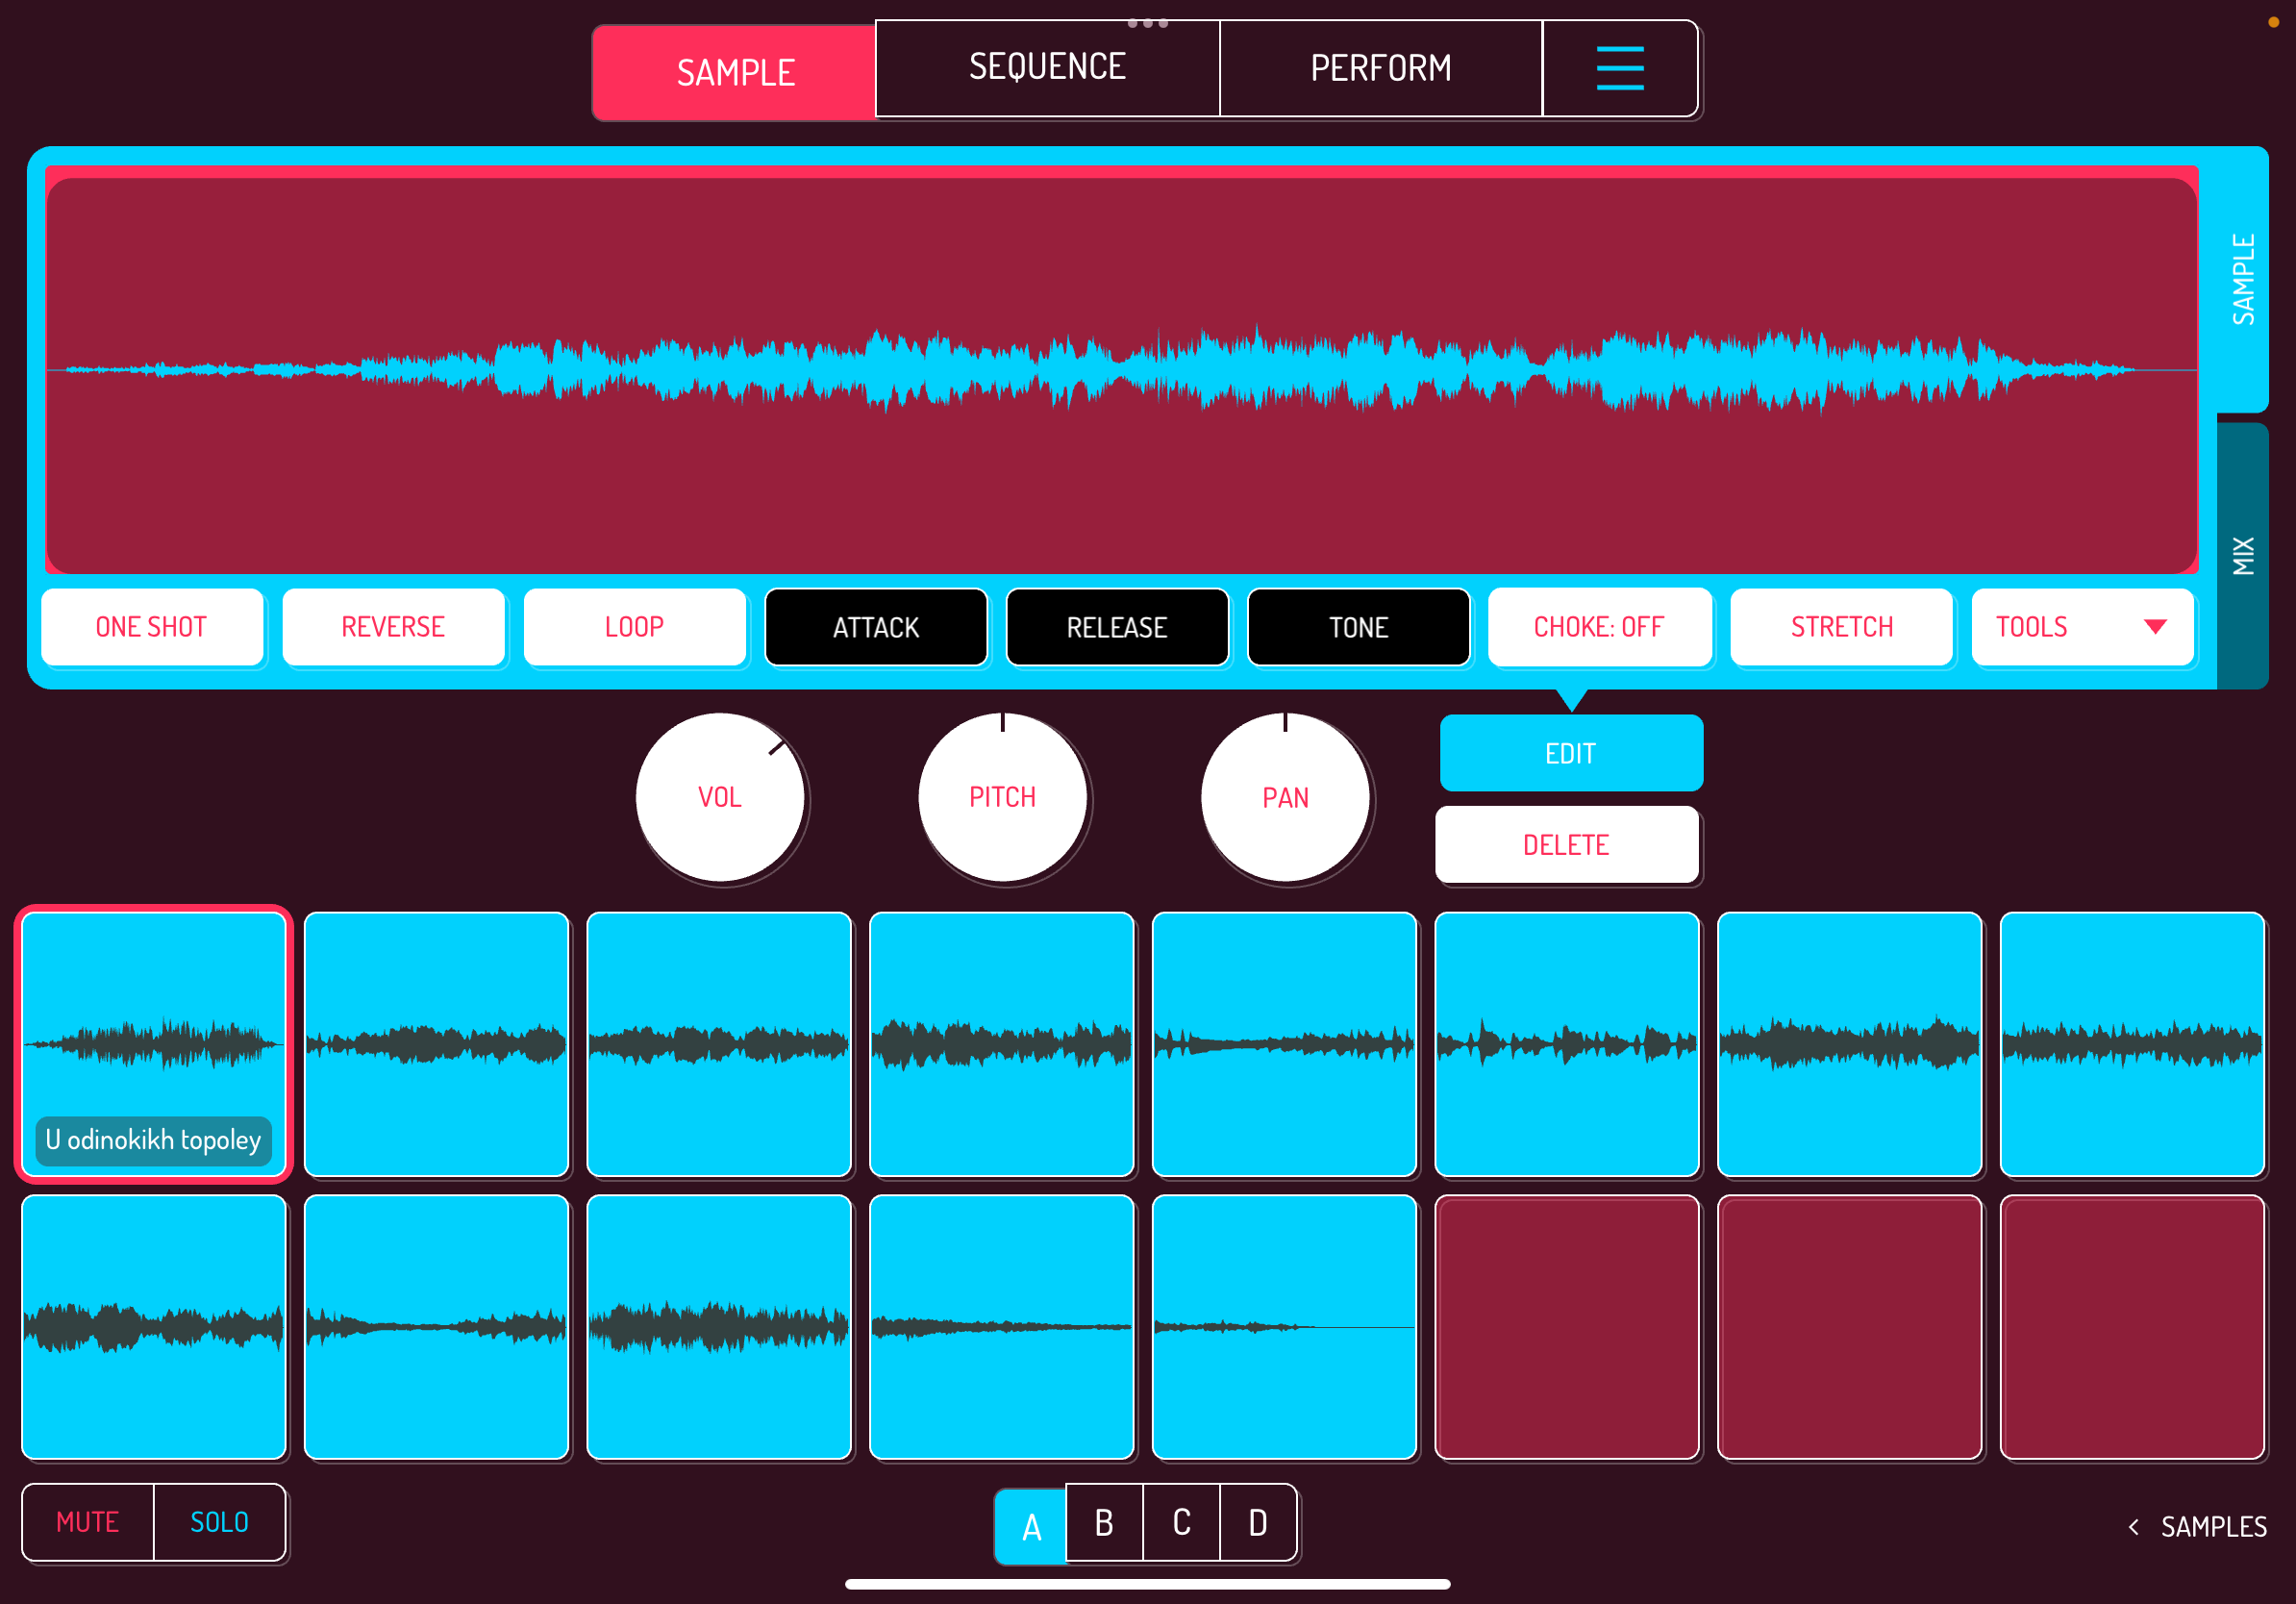 SAMPLE
SEQUENCE
PERFORM
SAMPLE
MIX
ONE SHOT
REVERSE
LOOP
ATTACK
RELEASE
TONE
CHOKE: OFF
STRETCH
TOOLS
VOL
PITCH
PAN
EDIT
DELETE
U odinokikh topoley
MUTE
SOLO
A
B
C
D
< SAMPLES